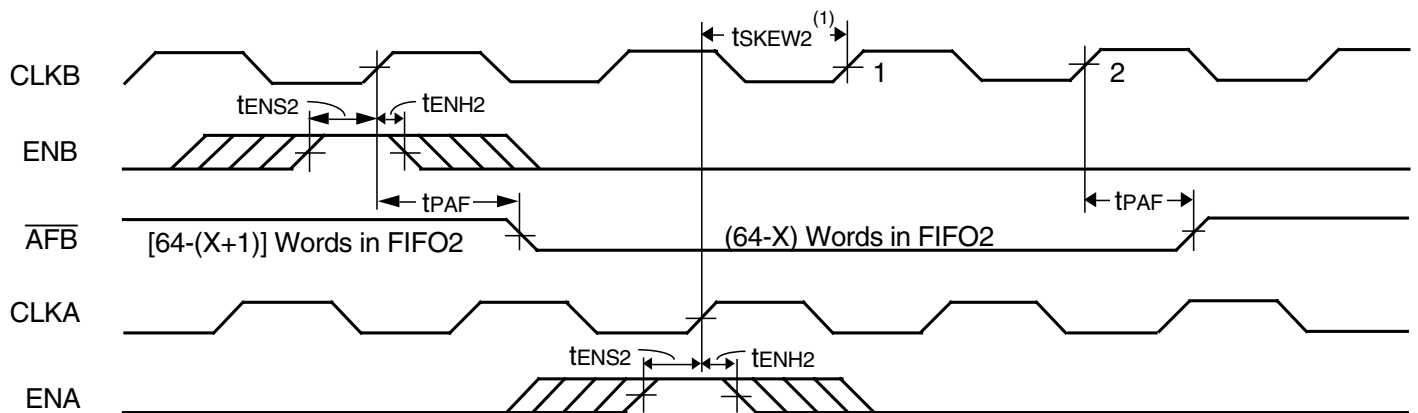 tSKEW2(1)
CLKB
1
2
tENS2
tENH2
ENB
tPAF
tPAF
AFB
[64-(X+1)] Words in FIFO2
(64-X) Words in FIFO2
CLKA
tENS2
tENH2
ENA